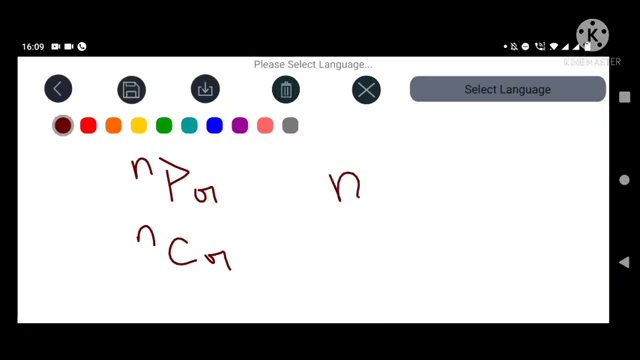 16:09
KINEMASTER
Please Select Language...
Select Language
ⁿPᵣ n
ⁿCᵣ